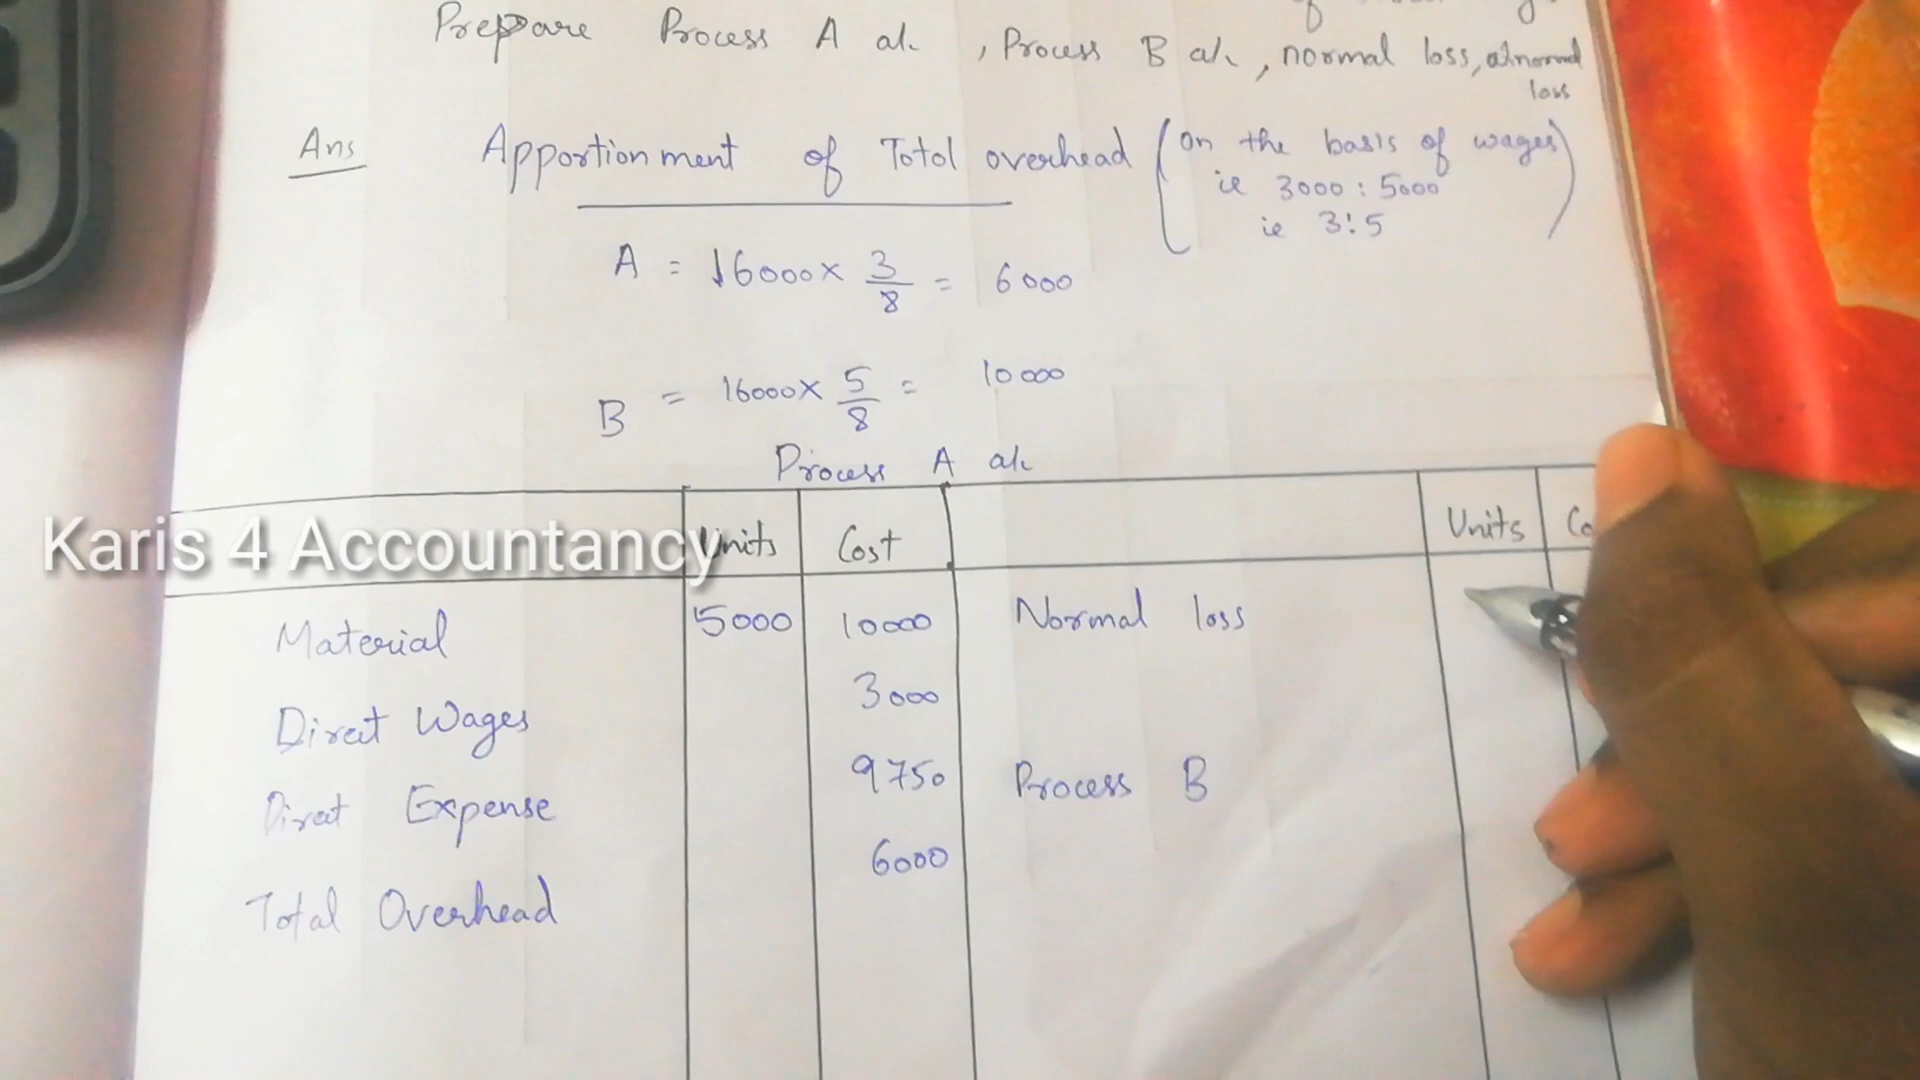 Prepare Process A a/c , Process B a/c , normal loss, abnormal
loss
Ans Apportionment of Total overhead (on the basis of wages)
ie 3000 : 5000
ie 3:5
A = 16000 × 3/8 = 6000
B = 16000 × 5/8 = 10000
Process A a/c
Karis 4 Accountancy
Units Cost Units Co
Material 5000 10000 Normal loss
Direct Wages 3000
Direct Expense 9750 Process B
Total Overhead 6000